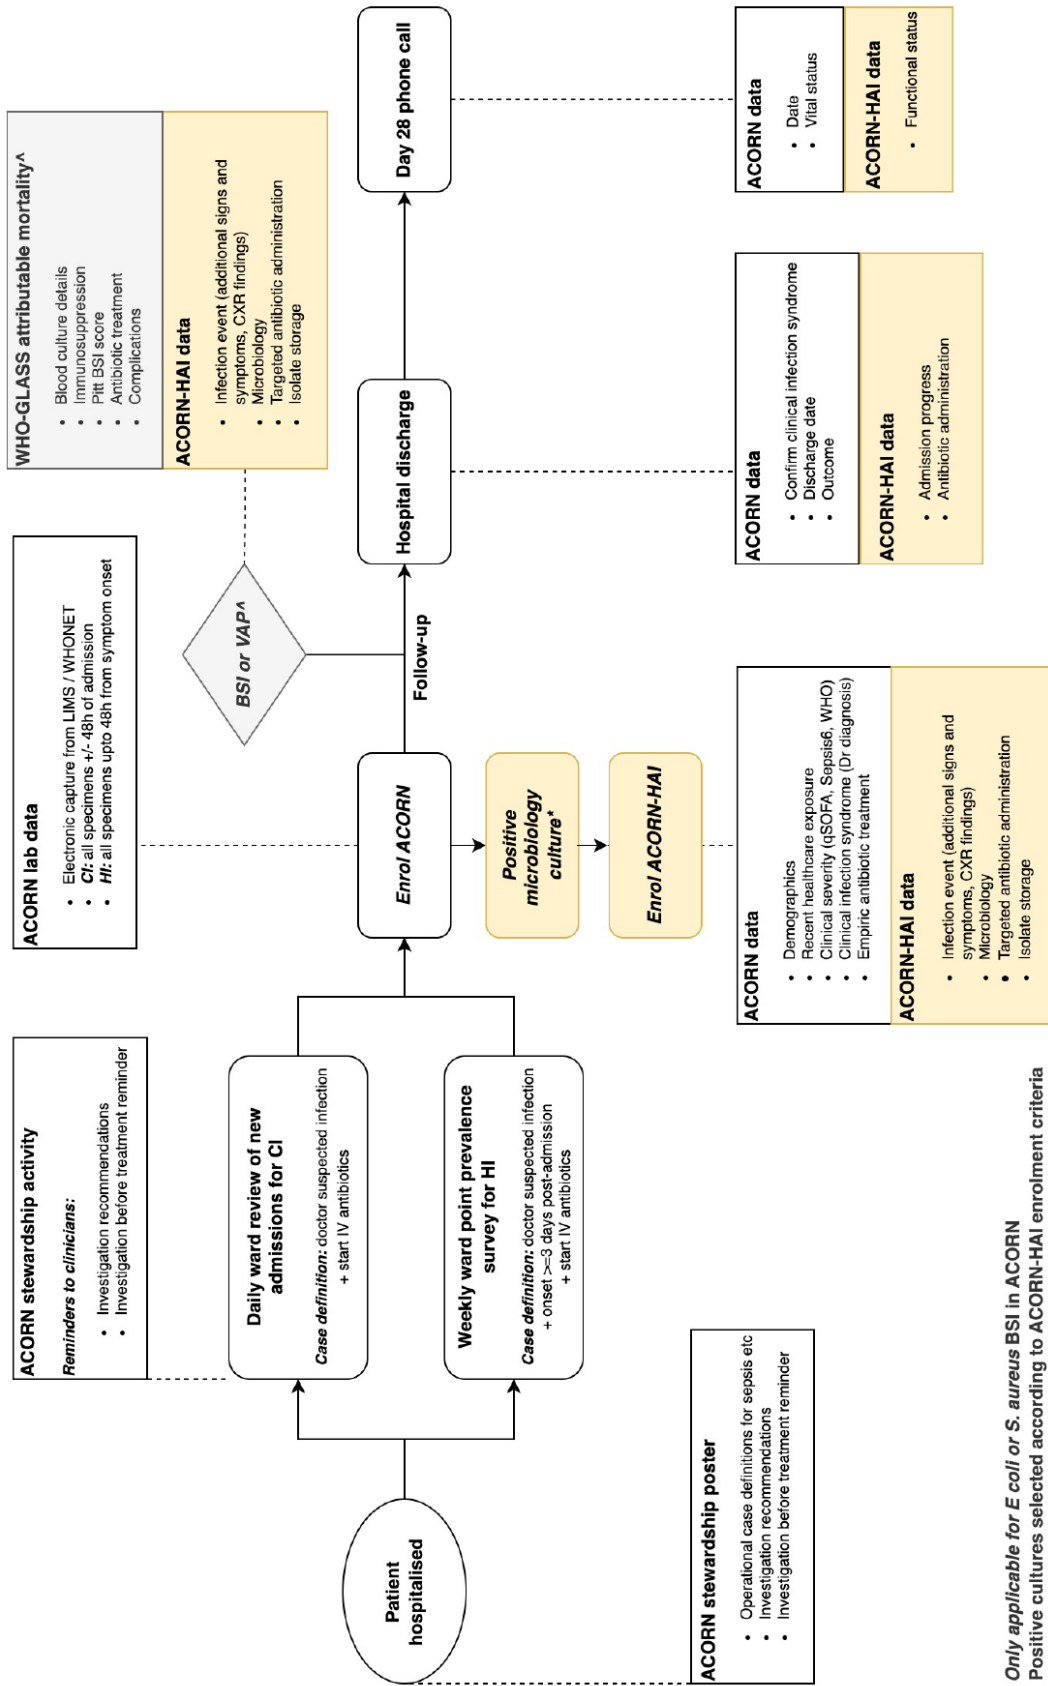 ACORN stewardship activity
Reminders to clinicians:
• Investigation recommendations
• Investigation before treatment reminder
ACORN lab data
• Electronic capture from LIMS / WHONET
• CI: all specimens +/- 48h of admission
• HI: all specimens upto 48h from symptom onset
WHO-GLASS attributable mortality^
• Blood culture details
• Immunosuppression
• Pitt BSI score
• Antibiotic treatment
• Complications
ACORN-HAI data
• Infection event (additional signs and
symptoms, CXR findings)
• Microbiology
• Targeted antibiotic administration
• Isolate storage
BSI or VAP^
Patient
hospitalised
Daily ward review of new
admissions for CI
Case definition: doctor suspected infection
+ start IV antibiotics
Weekly ward point prevalence
survey for HI
Case definition: doctor suspected infection
+ onset >=3 days post-admission
+ start IV antibiotics
Enrol ACORN
Follow-up
Hospital discharge
Day 28 phone call
Positive
microbiology
culture*
Enrol ACORN-HAI
ACORN stewardship poster
• Operational case definitions for sepsis etc
• Investigation recommendations
• Investigation before treatment reminder
ACORN data
• Demographics
• Recent healthcare exposure
• Clinical severity (qSOFA, Sepsis6, WHO)
• Clinical infection syndrome (Dr diagnosis)
• Empiric antibiotic treatment
ACORN-HAI data
• Infection event (additional signs and
symptoms, CXR findings)
• Microbiology
• Targeted antibiotic administration
• Isolate storage
ACORN data
• Confirm clinical infection syndrome
• Discharge date
• Outcome
ACORN-HAI data
• Admission progress
• Antibiotic administration
ACORN data
• Date
• Vital status
ACORN-HAI data
• Functional status
Only applicable for E coli or S. aureus BSI in ACORN
Positive cultures selected according to ACORN-HAI enrolment criteria